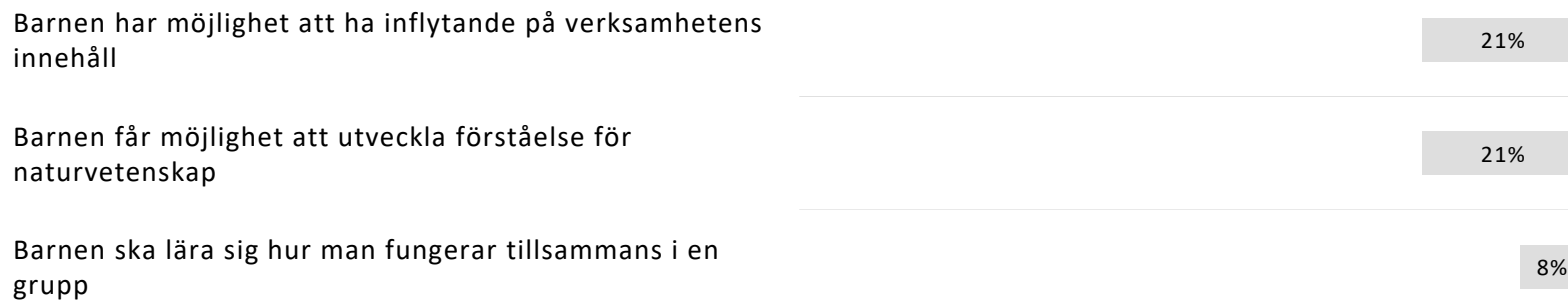 Barnen har möjlighet att ha inflytande på verksamhetens
innehåll
21%
Barnen får möjlighet att utveckla förståelse för
naturvetenskap
21%
Barnen ska lära sig hur man fungerar tillsammans i en
grupp
8%